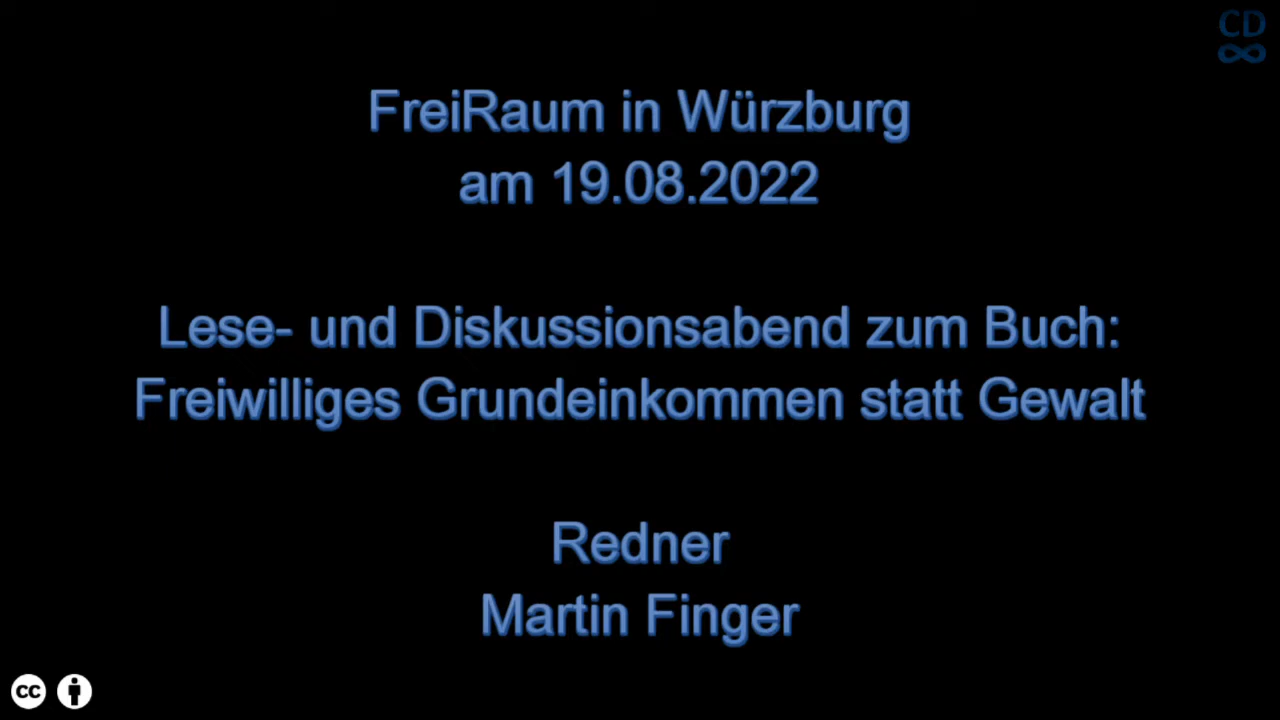 CD
FreiRaum in Würzburg
am 19.08.2022
Lese- und Diskussionsabend zum Buch:
Freiwilliges Grundeinkommen statt Gewalt
Redner
Martin Finger
cc